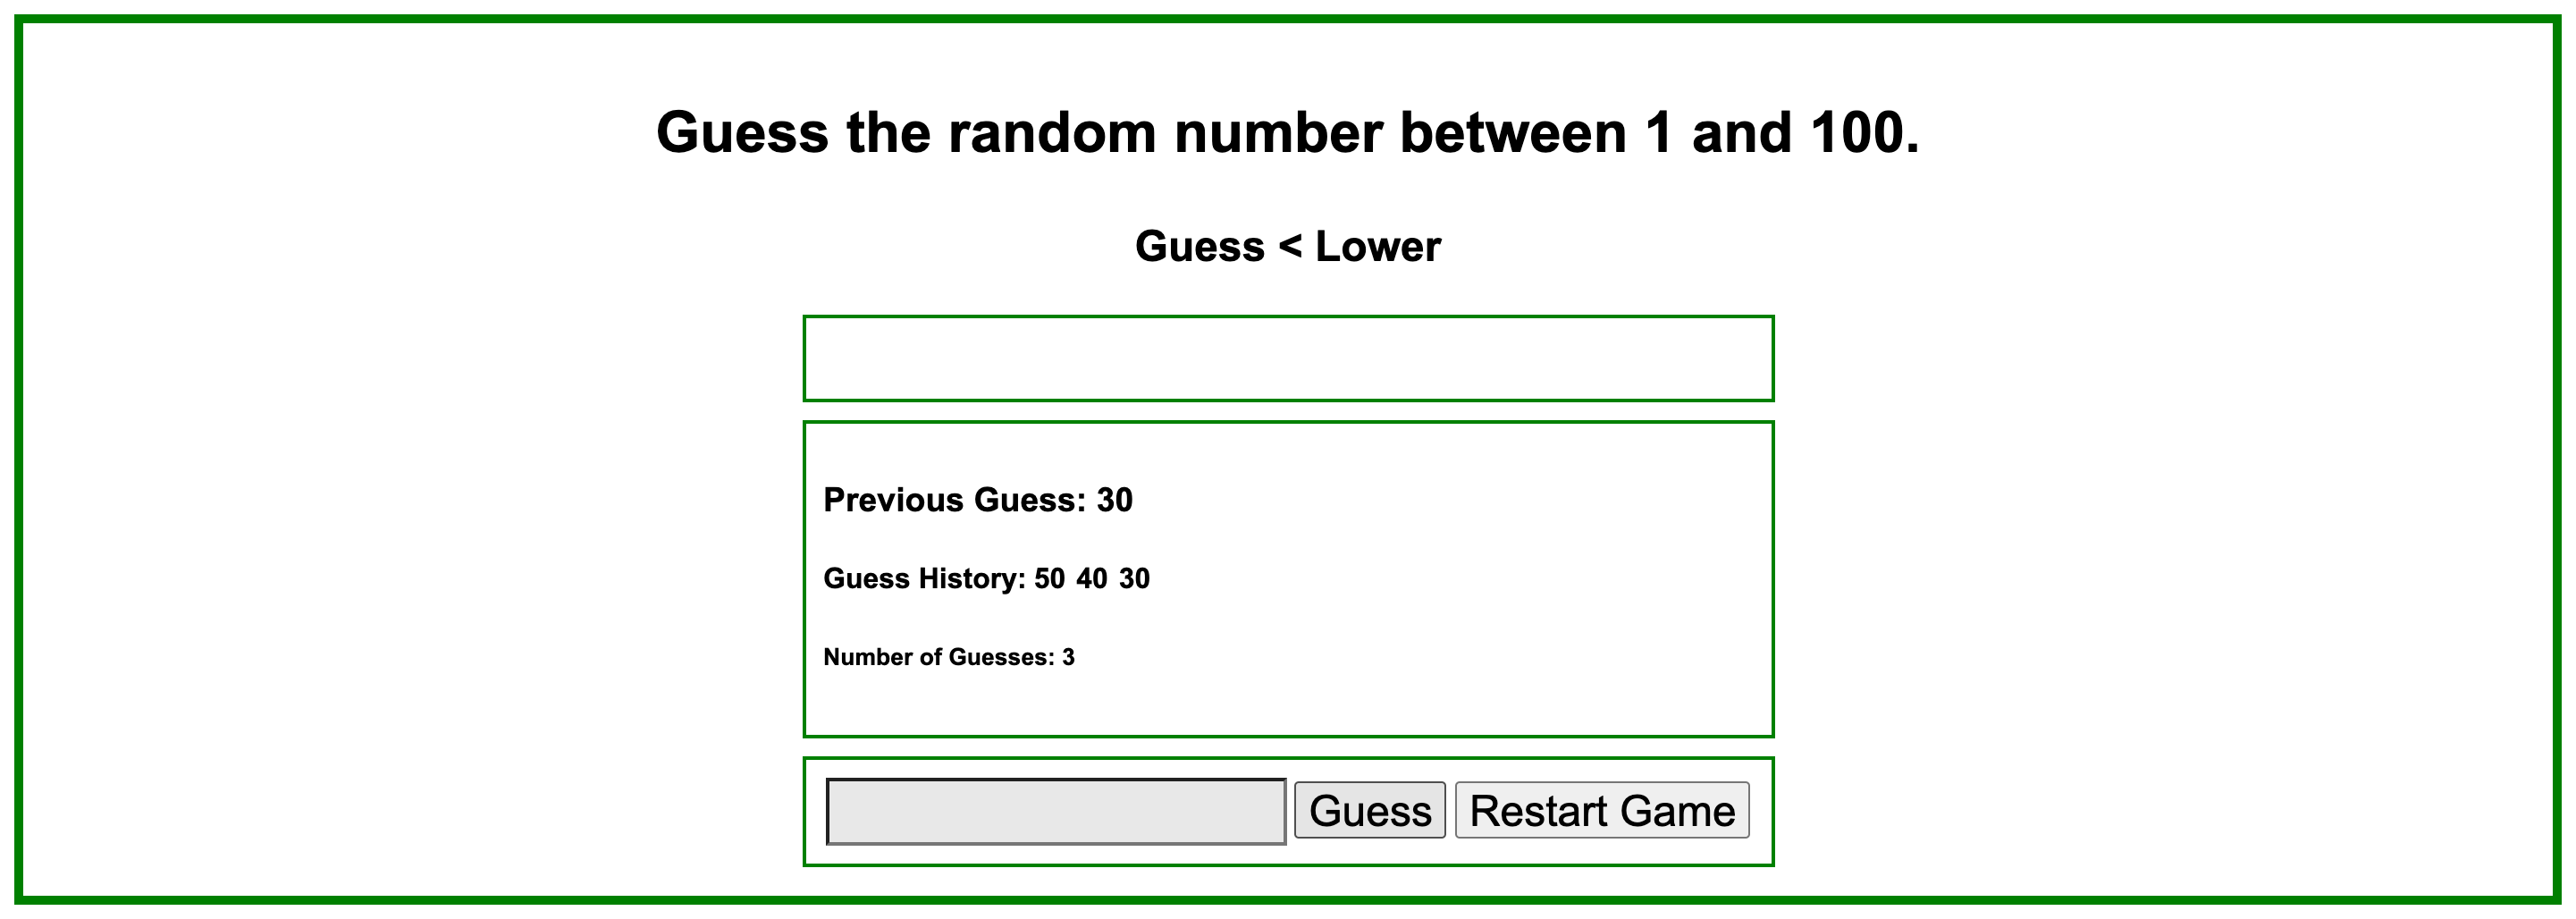 Guess the random number between 1 and 100.
Guess < Lower
Previous Guess: 30
Guess History: 50 40 30
Number of Guesses: 3
Guess Restart Game